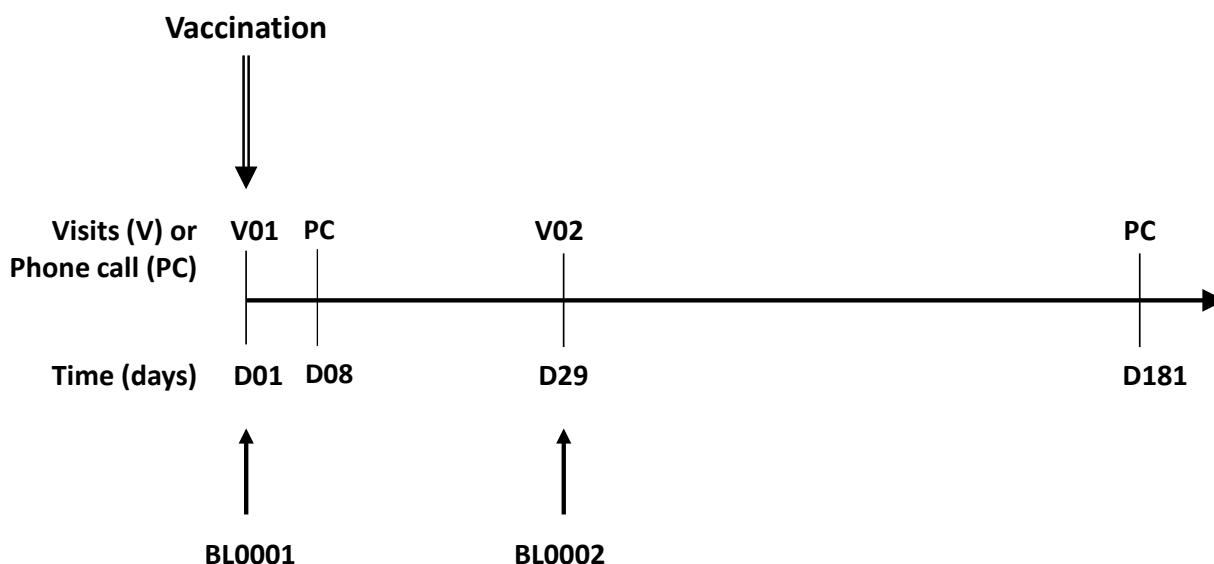 Vaccination
Visits (V) or
Phone call (PC)
V01 PC V02 PC
Time (days) D01 D08 D29 D181
BL0001 BL0002